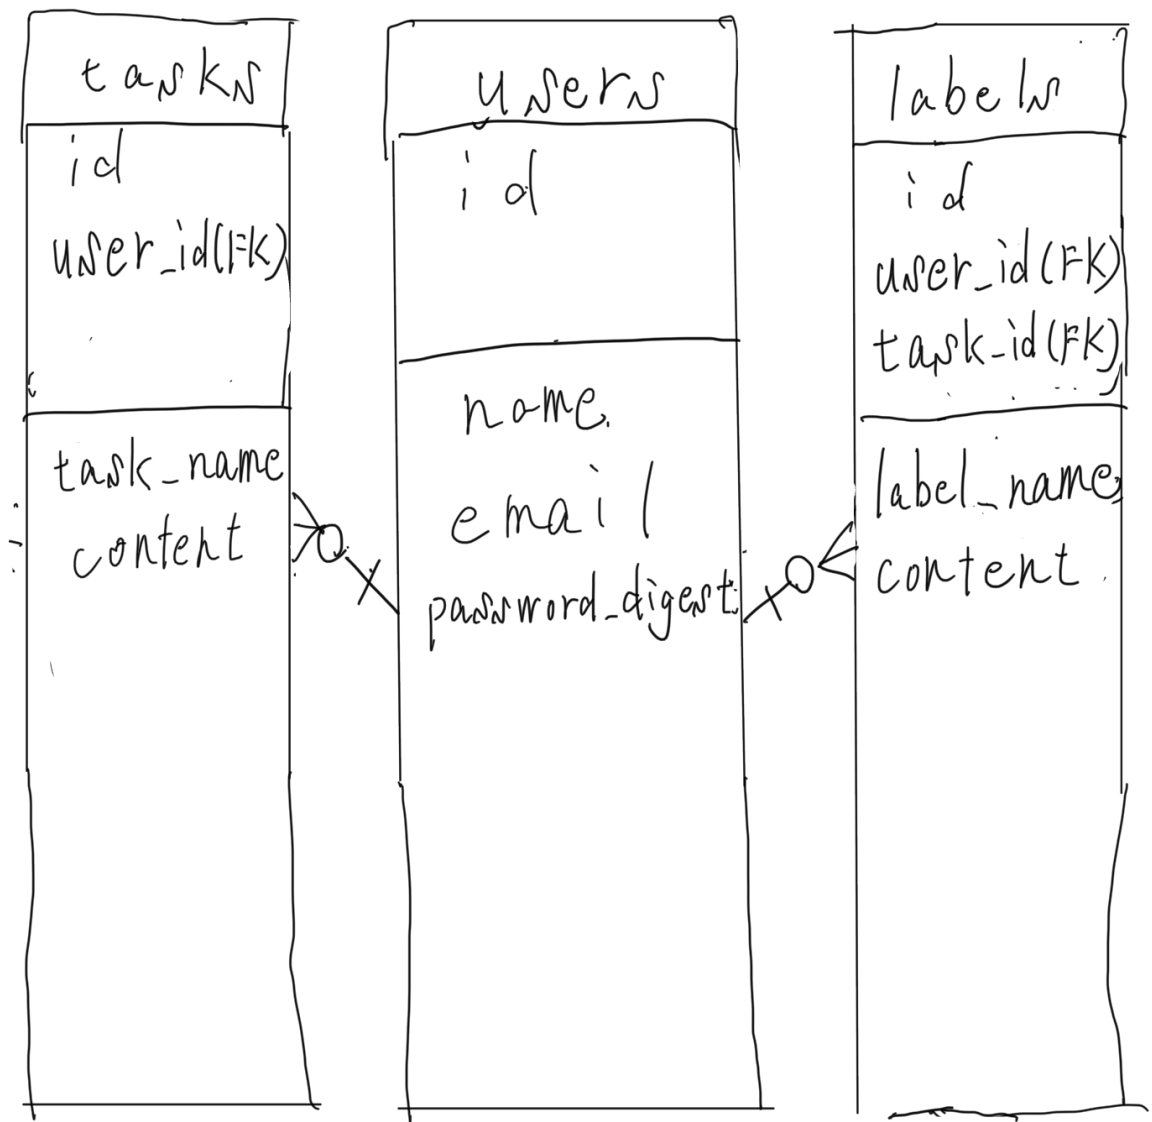 tasks
id
user_id(FK)
task_name
content
users
id
name
email
password_digest
labels
id
user_id(FK)
task_id(FK)
label_name
content